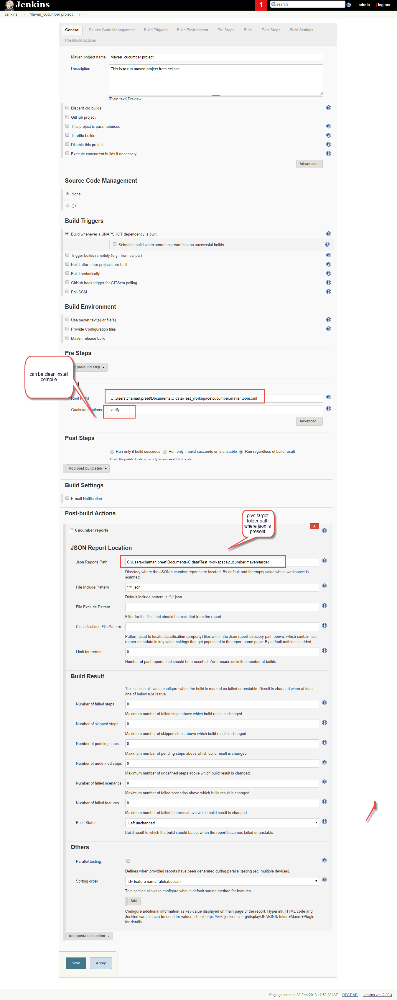 Jenkins
1
search
admin
| log out
Jenkins
Maven_cucumber project
General
Source Code Management
Build Triggers
Build Environment
Pre Steps
Build
Post Steps
Build Settings
Post-build Actions
Maven project name
Maven_cucumber project
Description
This is to run maven project from eclipse
[Plain text] Preview
Discard old builds
GitHub project
This project is parameterised
Throttle builds
Disable this project
Execute concurrent builds if necessary
Advanced...
Source Code Management
None
Git
Build Triggers
Build whenever a SNAPSHOT dependency is built
Schedule build when some upstream has no successful builds
Trigger builds remotely (e.g., from scripts)
Build after other projects are built
Build periodically
GitHub hook trigger for GITScm polling
Poll SCM
Build Environment
Use secret text(s) or file(s)
Provide Configuration files
Maven release build
Pre Steps
d pre-build step
can be clean install
compile
d
Root POM
C:\Users\chaman.preet\Documents\C data\Test_workspace\cucumber.maven\pom.xml
Goals and options
verify
Advanced...
Post Steps
Run only if build succeeds
Run only if build succeeds or is unstable
Run regardless of build result
Should the post-build steps run only for successful builds, etc.
Add post-build step
Build Settings
E-mail Notification
Post-build Actions
give target
folder path
where json is
present
Cucumber reports
X
JSON Report Location
Json Reports Path
C:\Users\chaman.preet\Documents\C data\Test_workspace\cucumber.maven\target
Directory where the JSON cucumber reports are located. By default and for empty value whole workspace is
scanned.
File Include Pattern
**/*.json
Default include pattern is **/*.json.
File Exclude Pattern
Filter for the files that should be excluded from the report.
Classifications File Pattern
Pattern used to locate classification (property) files within the Json report directory path above, which contain test
runner metadata in key value pairings that get populated to the report home page. By default nothing is added.
Limit for trends
0
Number of past reports that should be presented. Zero means unlimited number of builds.
Build Result
This section allows to configure when the build is marked as failed or unstable. Result is changed when at least
one of below rule is true.
Number of failed steps
0
Maximum number of failed steps above which build result is changed.
Number of skipped steps
0
Maximum number of skipped steps above which build result is changed.
Number of pending steps
0
Maximum number of pending steps above which build result is changed.
Number of undefined steps
0
Maximum number of undefined steps above which build result is changed.
Number of failed scenarios
0
Maximum number of failed scenarios above which build result is changed.
Number of failed features
0
Maximum number of failed features above which build result is changed.
Build Status
Left unchanged
Build result to which the build should be set when the report becomes failed or unstable.
Others
Parallel testing
Defines when provided reports have been generated during parallel testing (eg. multiple devices).
Sorting order
By feature name (alphabetical)
This section allows to configure what is default sorting method for features.
Add
Configure additional information as key-value displayed on main page of the report. Hyperlink, HTML code and
Jenkins variable can be used for values, check https://wiki.jenkins-ci.org/display/JENKINS/Token+Macro+Plugin
for details.
Add post-build action
Save
Apply
Page generated: 28-Feb-2018 12:58:28 IST
REST API
Jenkins ver. 2.89.4